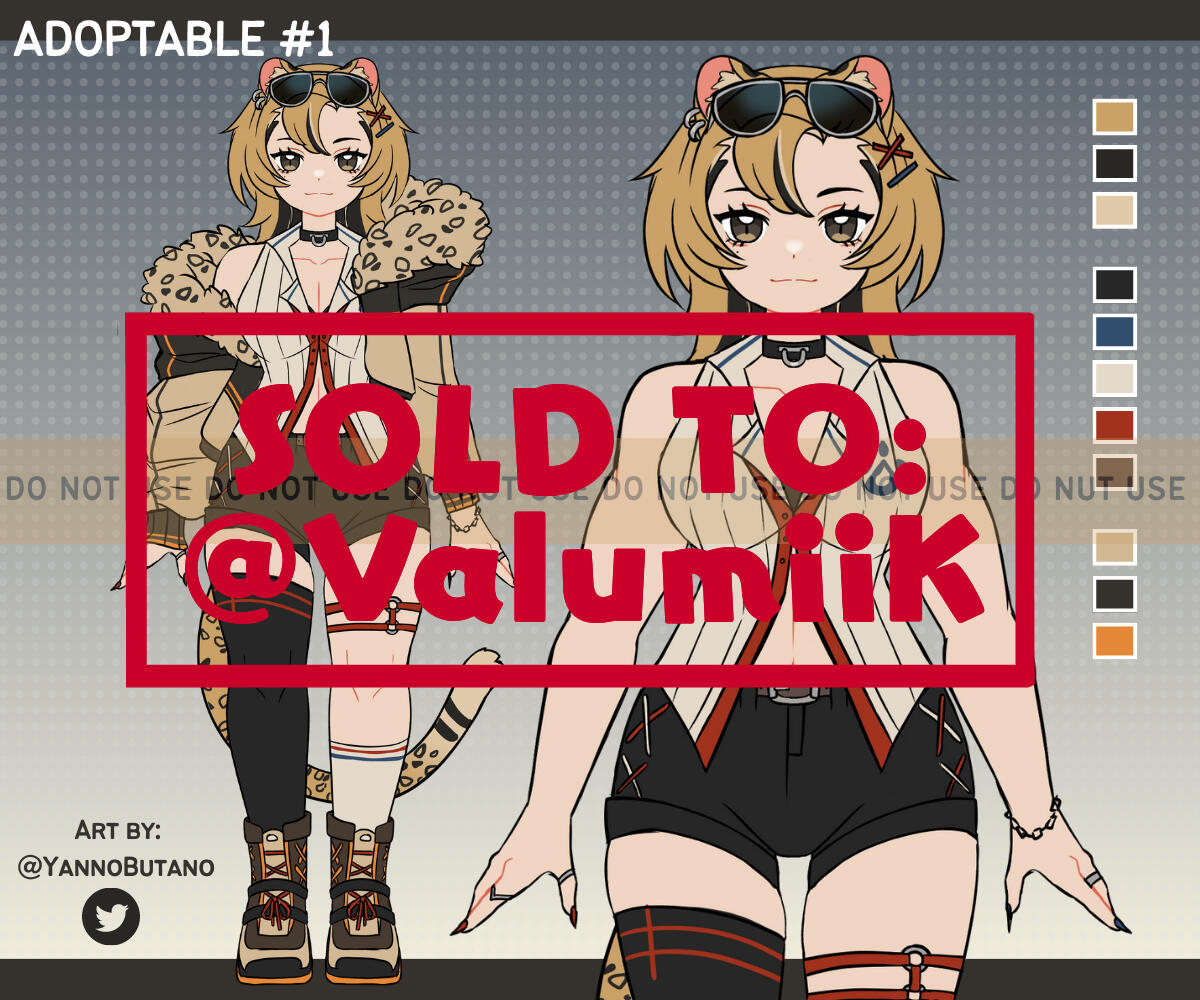 ADOPTABLE #1
SOLD TO:
DO NOT USE DO NOT USE DO NOT USE DO NOT USE DO NOT USE DO NUT USE
@ValumiiK
ART BY:
@YANNOBUTANO